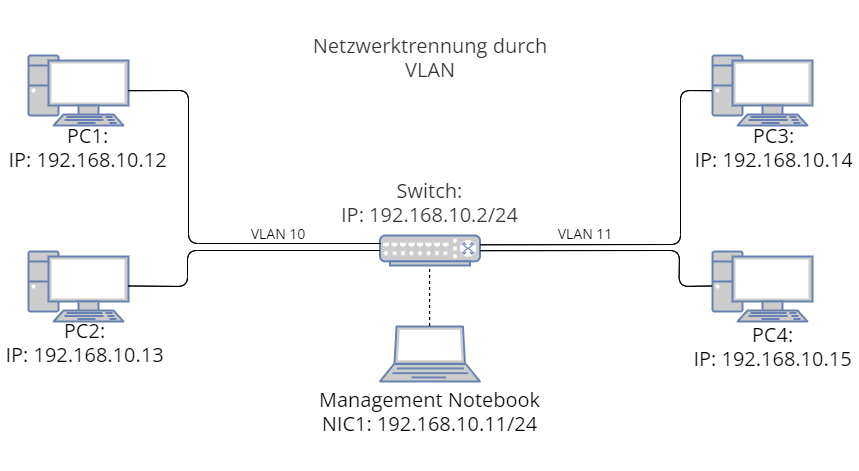 Netzwerktrennung durch
VLAN
PC1:
IP: 192.168.10.12
PC3:
IP: 192.168.10.14
Switch:
IP: 192.168.10.2/24
VLAN 10
VLAN 11
PC2:
IP: 192.168.10.13
PC4:
IP: 192.168.10.15
Management Notebook
NIC1: 192.168.10.11/24